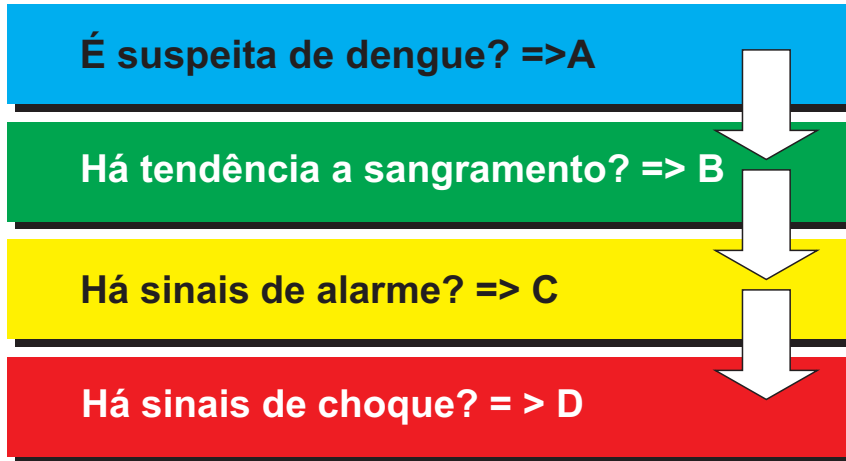 É suspeita de dengue? =>A
Há tendência a sangramento? => B
Há sinais de alarme? => C
Há sinais de choque? = > D